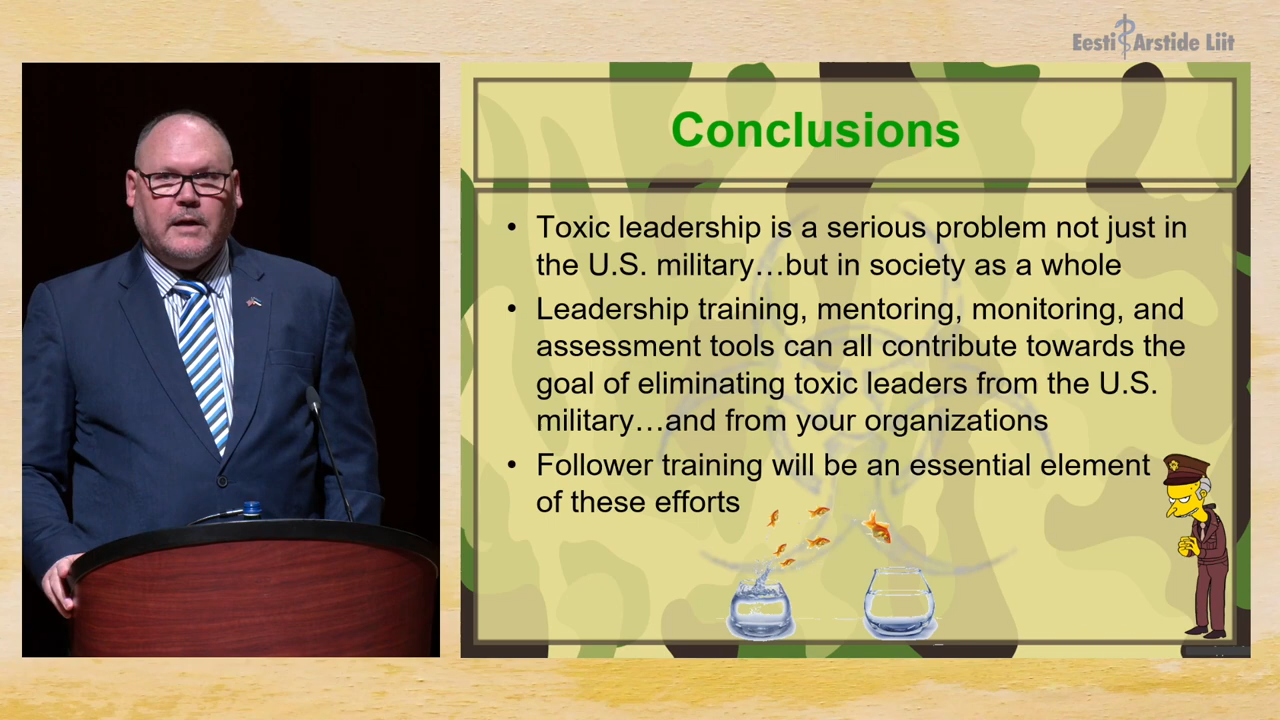 Eesti Arstide Liit
Conclusions
• Toxic leadership is a serious problem not just in
the U.S. military…but in society as a whole
• Leadership training, mentoring, monitoring, and
assessment tools can all contribute towards the
goal of eliminating toxic leaders from the U.S.
military…and from your organizations
• Follower training will be an essential element
of these efforts